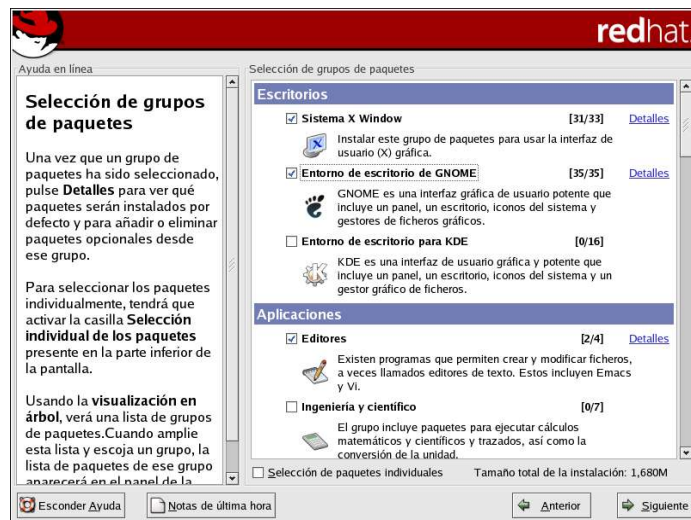 redhat.
Ayuda en línea
Selección de grupos
de paquetes
Una vez que un grupo de
paquetes ha sido seleccionado,
pulse Detalles para ver qué
paquetes serán instalados por
defecto y para añadir o eliminar
paquetes opcionales desde
ese grupo.
Para seleccionar los paquetes
individualmente, tendrá que
activar la casilla Selección
individual de los paquetes
presente en la parte inferior de
la pantalla.
Usando la visualización en
árbol, verá una lista de grupos
de paquetes.Cuando amplie
esta lista y escoja un grupo, la
lista de paquetes de ese grupo
aparecerá en el panel de la
Selección de grupos de paquetes
Escritorios
Sistema X Window [31/33] Detalles
Instalar este grupo de paquetes para usar la interfaz de
usuario (X) gráfica.
Entorno de escritorio de GNOME [35/35] Detalles
GNOME es una interfaz gráfica de usuario potente que
incluye un panel, un escritorio, iconos del sistema y
gestores de ficheros gráficos.
Entorno de escritorio para KDE [0/16]
KDE es una interfaz de usuario gráfica y potente que
incluye un panel, un escritorio, iconos del sistema y un
gestor gráfico de ficheros.
Aplicaciones
Editores [2/4] Detalles
Existen programas que permiten crear y modificar ficheros,
a veces llamados editores de texto. Estos incluyen Emacs
y Vi.
Ingeniería y científico [0/7]
El grupo incluye paquetes para ejecutar cálculos
matemáticos y científicos y trazados, así como la
conversión de la unidad.
Selección de paquetes individuales Tamaño total de la instalación: 1,680M
Esconder Ayuda Notas de última hora Anterior Siguiente